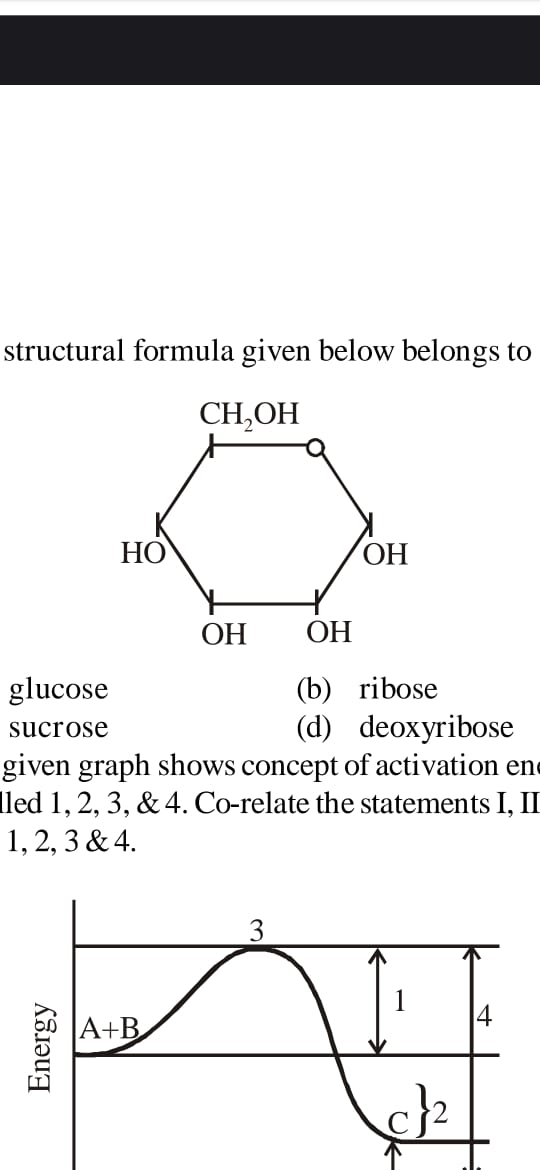 structural formula given below belongs to
CH₂OH
O
HO
OH
OH
OH
glucose
(b) ribose
sucrose
(d) deoxyribose
given graph shows concept of activation ene
lled 1, 2, 3, & 4. Co-relate the statements I, II
1, 2, 3 & 4.
3
1
4
A+B
Energy
C}2